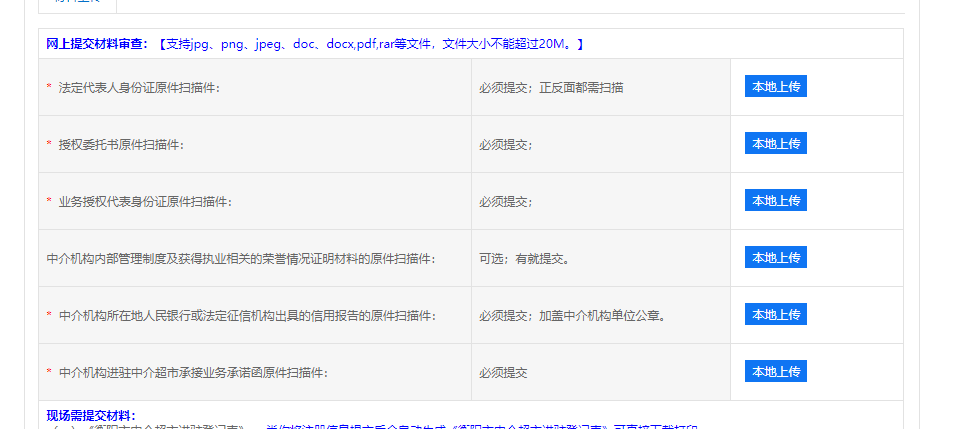 网上提交材料审查：【支持jpg、png、jpeg、doc、docx,pdf,rar等文件，文件大小不能超过20M。】
* 法定代表人身份证原件扫描件： 必须提交；正反面都需扫描 本地上传
* 授权委托书原件扫描件： 必须提交； 本地上传
* 业务授权代表身份证原件扫描件： 必须提交； 本地上传
中介机构内部管理制度及获得执业相关的荣誉情况证明材料的原件扫描件： 可选；有就提交。 本地上传
* 中介机构所在地人民银行或法定征信机构出具的信用报告的原件扫描件： 必须提交；加盖中介机构单位公章。 本地上传
* 中介机构进驻中介超市承接业务承诺函原件扫描件： 必须提交 本地上传
现场需提交材料：